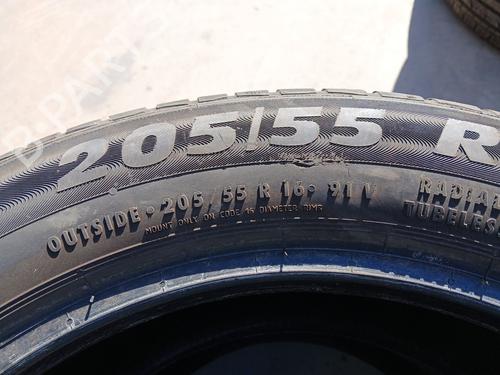 205/55 R
OUTSIDE • 205/55 R 16 • 91 V
MOUNT ONLY ON CODE 16 DIAMETER RIMS
RADIAL
TUBELESS